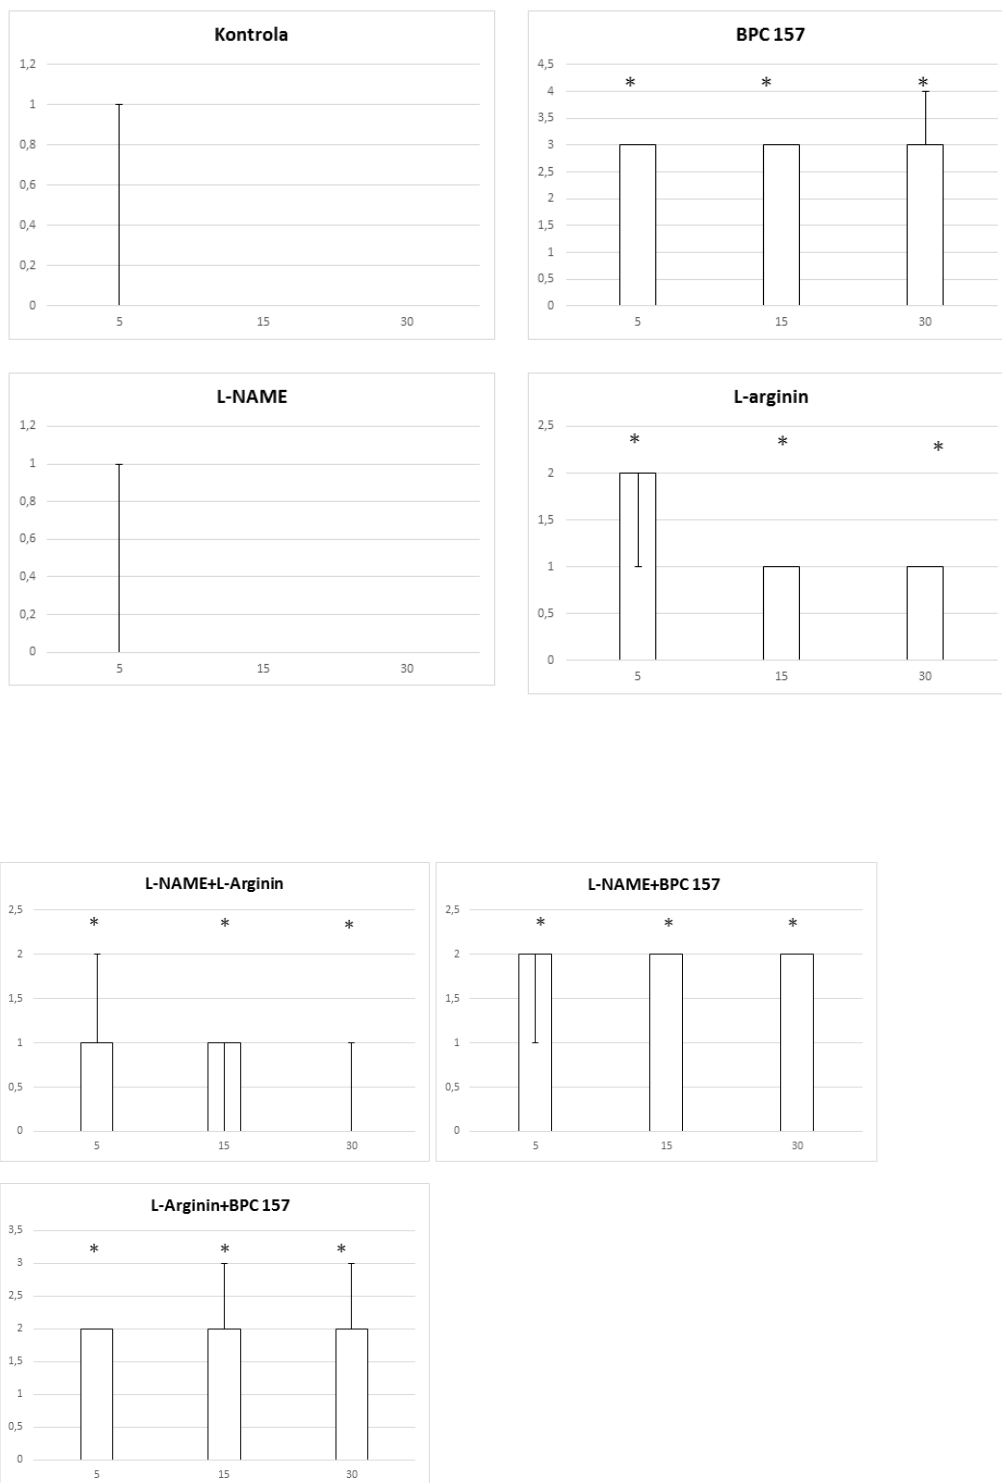 Kontrola
1,2
1
0,8
0,6
0,4
0,2
0
5 15 30
BPC 157
4,5
4
3,5
3
2,5
2
1,5
1
0,5
0
* * *
5 15 30
L-NAME
1,2
1
0,8
0,6
0,4
0,2
0
5 15 30
L-arginin
2,5
2
1,5
1
0,5
0
* * *
5 15 30
L-NAME+L-Arginin
2,5
2
1,5
1
0,5
0
* * *
5 15 30
L-NAME+BPC 157
2,5
2
1,5
1
0,5
0
* * *
5 15 30
L-Arginin+BPC 157
3,5
3
2,5
2
1,5
1
0,5
0
* * *
5 15 30